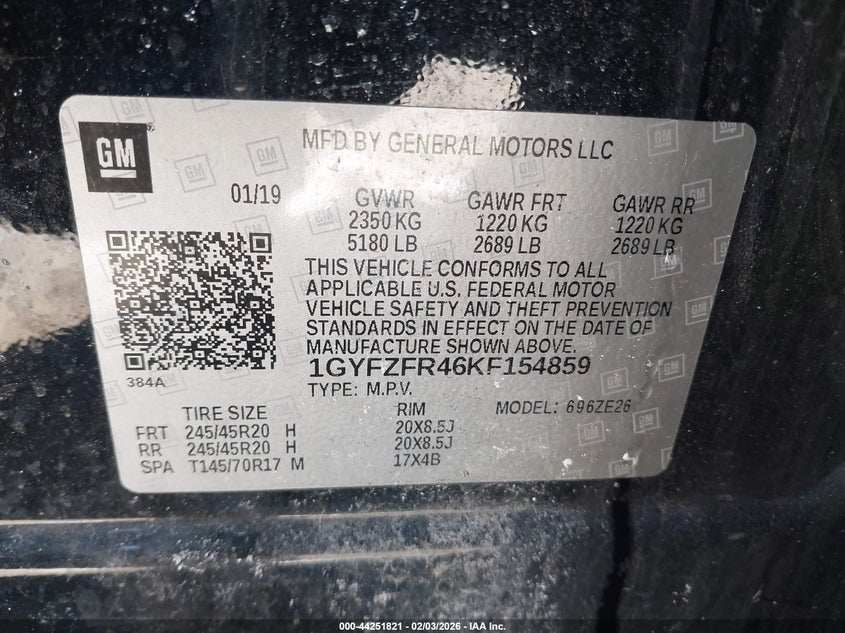 GM
MFD BY GENERAL MOTORS LLC
01/19
GVWR GAWR FRT GAWR RR
2350 KG 1220 KG 1220 KG
5180 LB 2689 LB 2689 LB
THIS VEHICLE CONFORMS TO ALL
APPLICABLE U.S. FEDERAL MOTOR
VEHICLE SAFETY AND THEFT PREVENTION
STANDARDS IN EFFECT ON THE DATE OF
MANUFACTURE SHOWN ABOVE.
1GYFZFR46KF154859
384A
TYPE: M.P.V.
TIRE SIZE RIM MODEL: 696ZE26
FRT 245/45R20 H 20X8.5J
RR 245/45R20 H 20X8.5J
SPA T145/70R17 M 17X4B
000-44251821 - 02/03/2026 - IAA Inc.